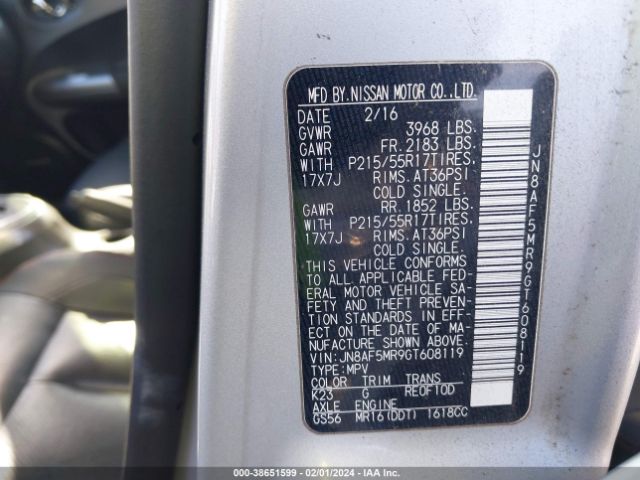 MFD BY.NISSAN MOTOR CO.,LTD.
DATE 2/16
GVWR 3968 LBS.
GAWR FR. 2183 LBS.
WITH P215/55R17TIRES.
17X7J RIMS. AT36PSI
COLD SINGLE.
GAWR RR. 1852 LBS.
WITH P215/55R17TIRES.
17X7J RIMS. AT36PSI
COLD SINGLE.
THIS VEHICLE CONFORMS
TO ALL APPLICABLE FED-
ERAL MOTOR VEHICLE SA-
FETY AND THEFT PREVEN-
TION STANDARDS IN EFF-
ECT ON THE DATE OF MA-
NUFACTURE SHOWN ABOVE.
VIN: JN8AF5MR9GT608119
TYPE:MPV
COLOR TRIM TRANS
K23 G RE0F10D
AXLE ENGINE
GS56 MR16(DDT) 1618CC
JN8AF5MR9GT608119
000-38651599 - 02/01/2024 - IAA Inc.